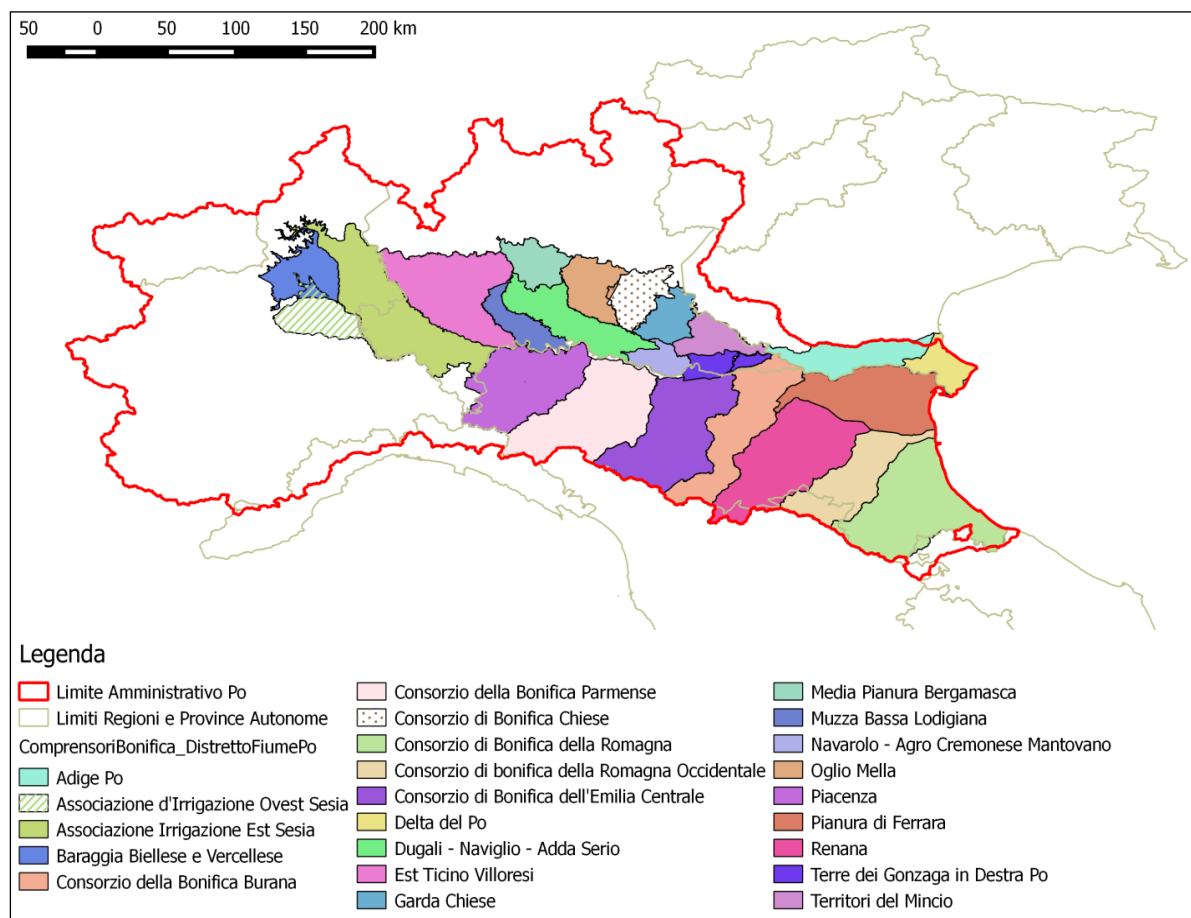 50 0 50 100 150 200 km
Legenda
Limite Amministrativo Po
Limiti Regioni e Province Autonome
ComprensoriBonifica_DistrettoFiumePo
Adige Po
Associazione d'Irrigazione Ovest Sesia
Associazione Irrigazione Est Sesia
Baraggia Biellese e Vercellese
Consorzio della Bonifica Burana
Consorzio della Bonifica Parmense
Consorzio di Bonifica Chiese
Consorzio di Bonifica della Romagna
Consorzio di bonifica della Romagna Occidentale
Consorzio di Bonifica dell'Emilia Centrale
Delta del Po
Dugali - Naviglio - Adda Serio
Est Ticino Villoresi
Garda Chiese
Media Pianura Bergamasca
Muzza Bassa Lodigiana
Navarolo - Agro Cremonese Mantovano
Oglio Mella
Piacenza
Pianura di Ferrara
Renana
Terre dei Gonzaga in Destra Po
Territori del Mincio